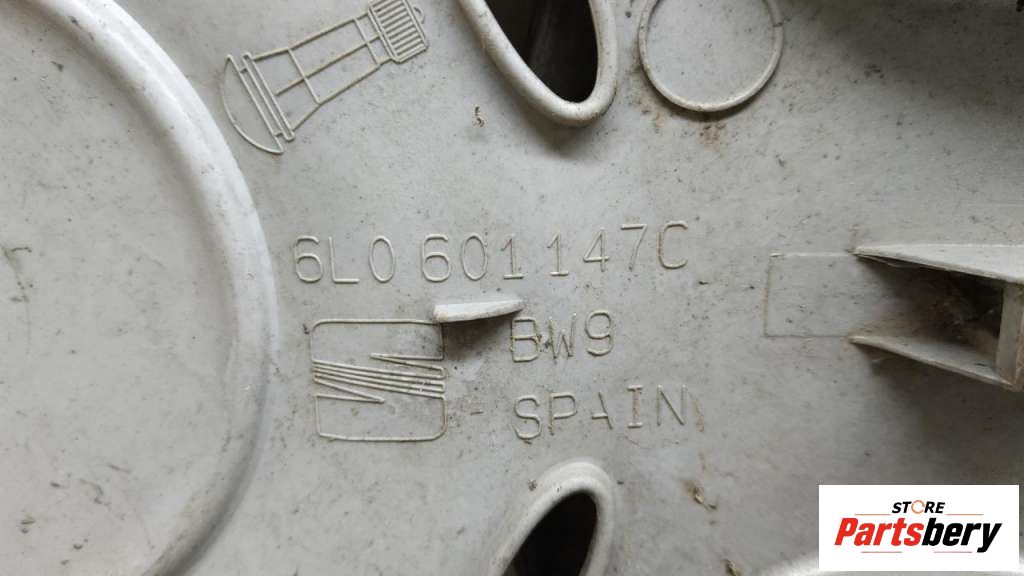 6L0 601 147C
BW9
SPAIN
STORE
Partsbery